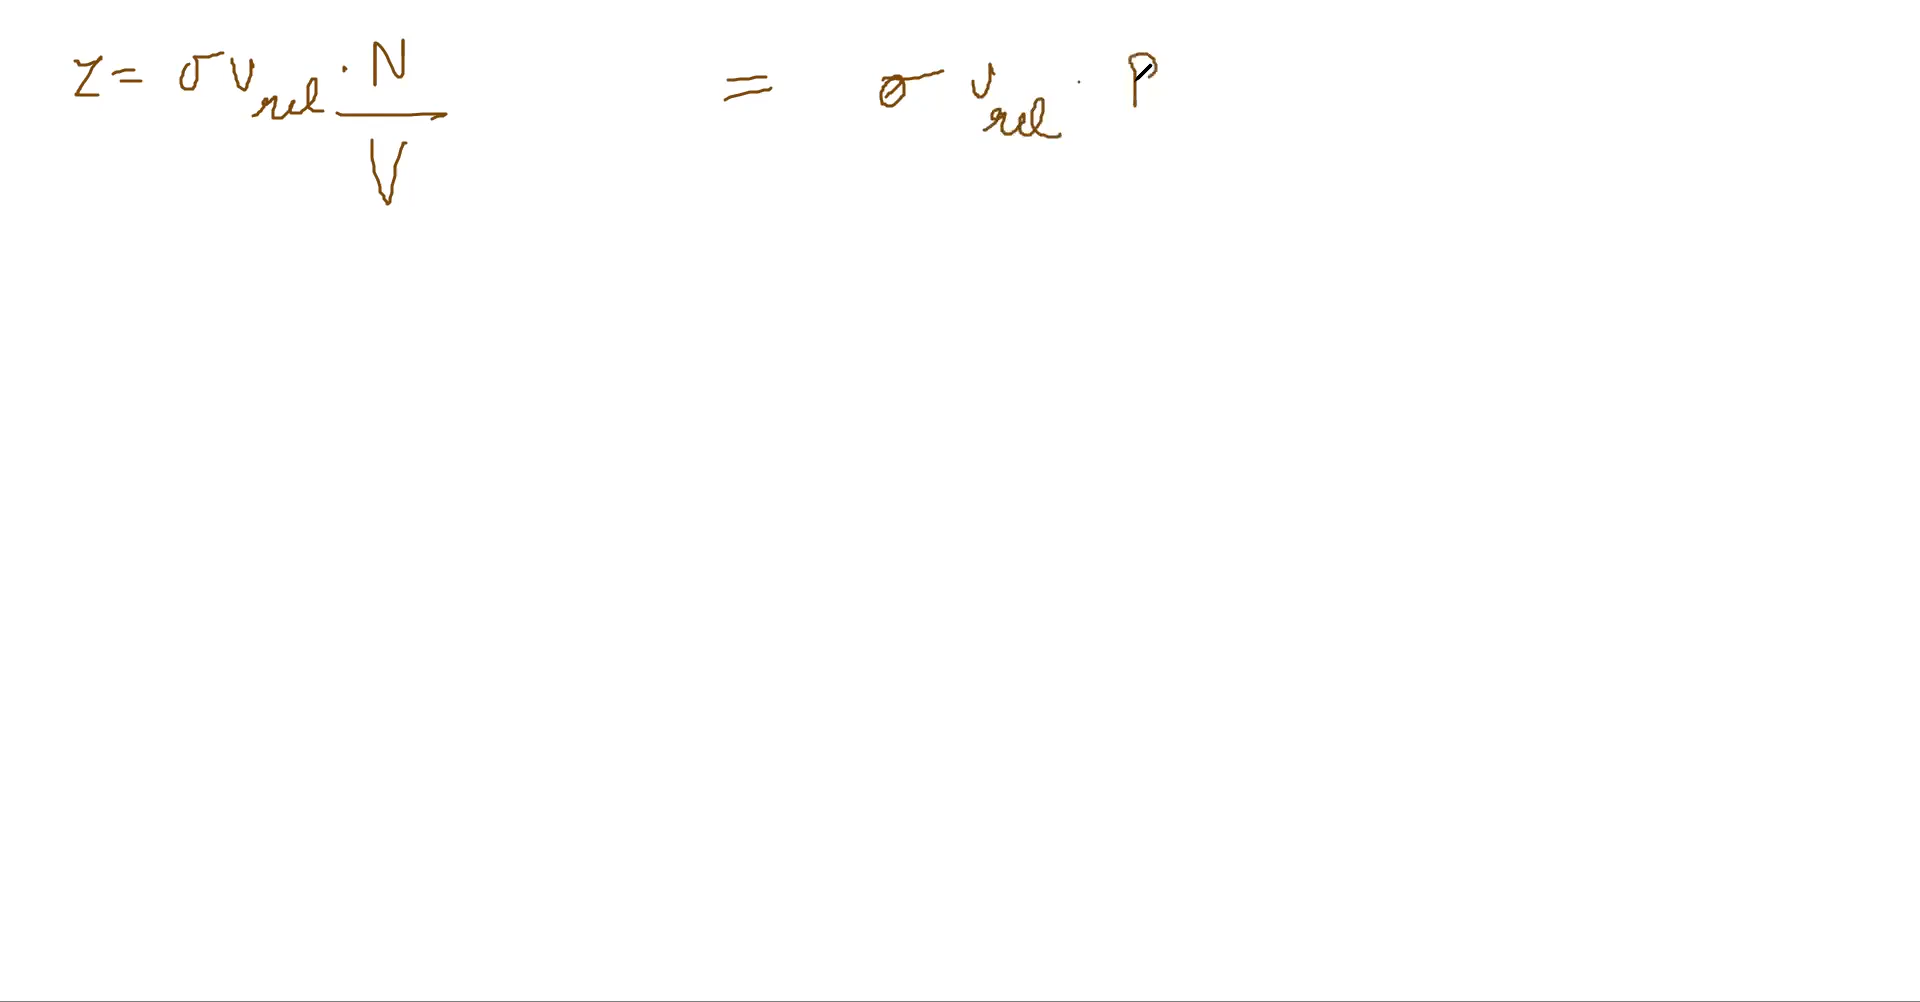 z = σ v_rel · N / V = σ v_rel · P